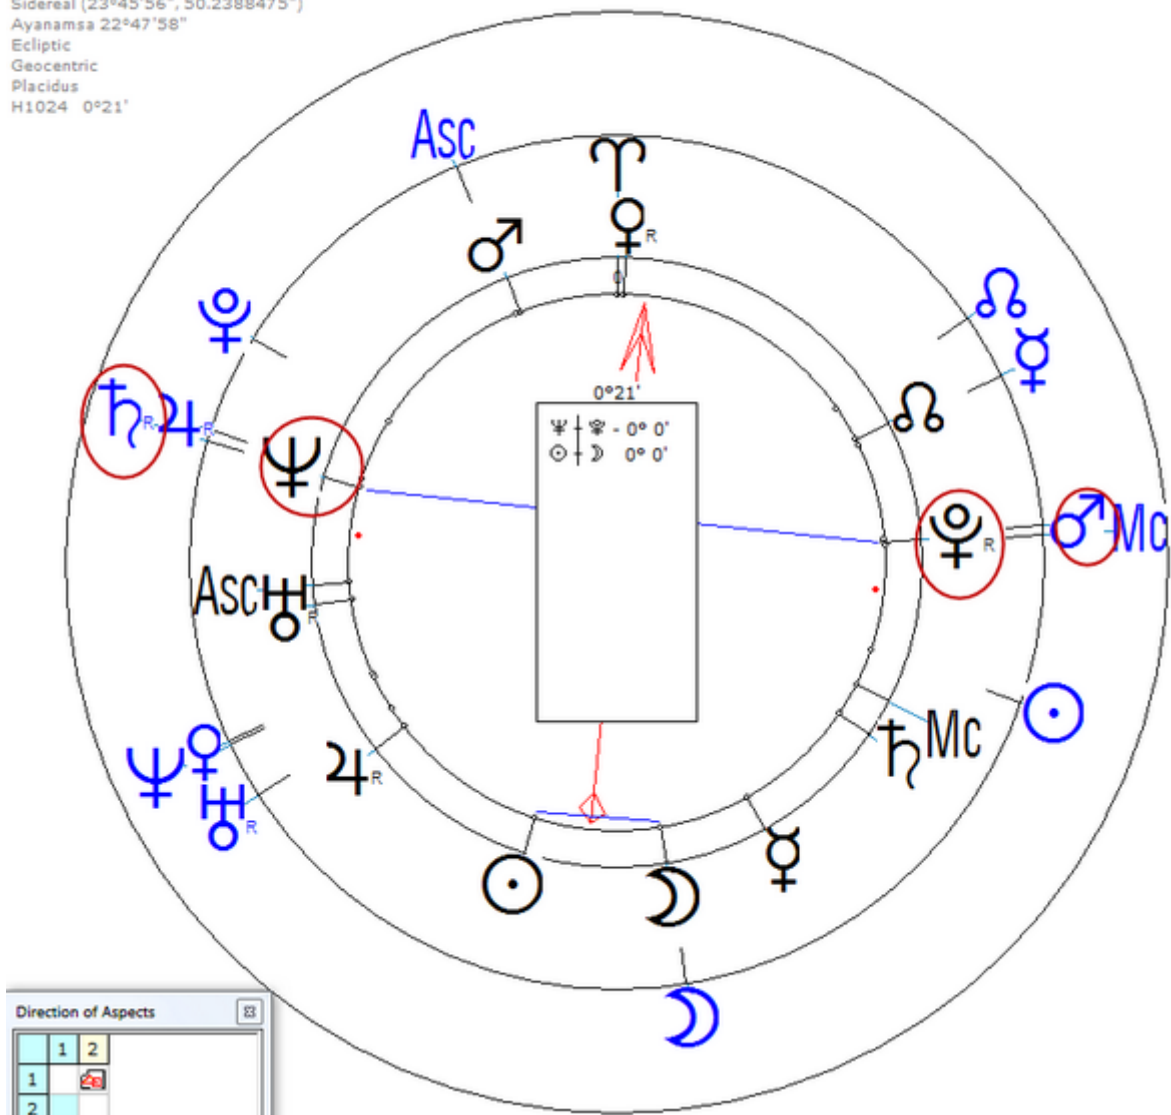 Sidereal (23°45'56", 50.2388475")
Ayanamsa 22°47'58"
Ecliptic
Geocentric
Placidus
H1024 0°21'
Asc
♂
♈
♀ R
0
☊
☿
♇
♄ R ♃ R
♆
0°21'
♆ | ♇ - 0° 0'
☉ | ☽ 0° 0'
☊
♇ R
♂ Mc
Asc ♅ R
☉
♆ ♀
♅ R
♃ R
♄ Mc
☉
☽
☿
☽
Direction of Aspects
1 2
1
2